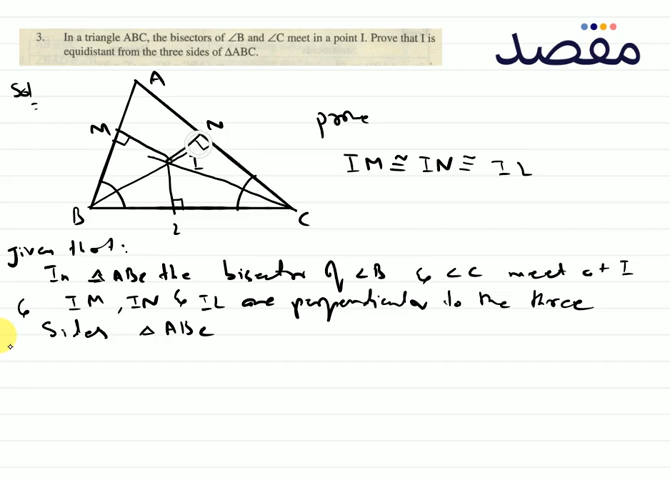 3. In a triangle ABC, the bisectors of ∠B and ∠C meet in a point I. Prove that I is
equidistant from the three sides of ΔABC.
مقصد
Sol
A
M
N
I
B
L
C
prove
IM ≅ IN ≅ IL
given that:
In △ABC the bisector of ∠B & ∠C meet at I
& IM, IN & IL are perpendicular to the three
Sides △ABC